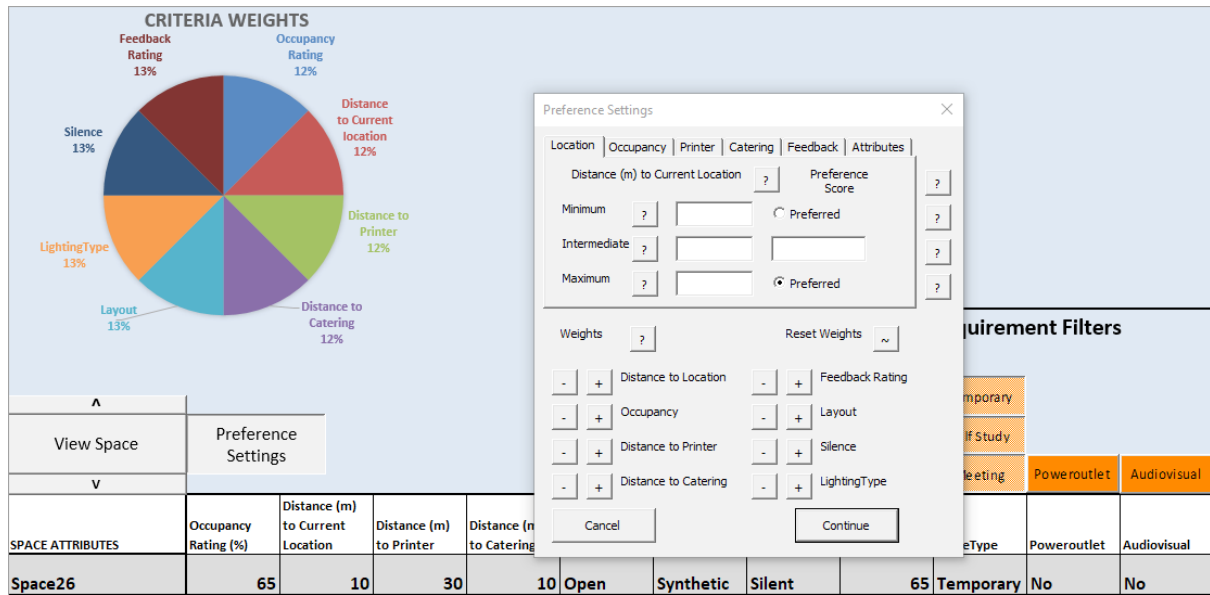 CRITERIA WEIGHTS
Feedback
Rating
13%
Occupancy
Rating
12%
Distance
to Current
location
12%
Silence
13%
Distance to
Printer
12%
LightingType
13%
Layout
13%
Distance to
Catering
12%
Preference Settings
Location Occupancy Printer Catering Feedback Attributes
Distance (m) to Current Location ? Preference
Score ?
Minimum ? Preferred ?
Intermediate ? ?
Maximum ? Preferred ?
Weights ? Reset Weights ~
- + Distance to Location - + Feedback Rating
- + Occupancy - + Layout
- + Distance to Printer - + Silence
- + Distance to Catering - + LightingType
Cancel Continue
quirement Filters
mporary
lf Study
leeting Poweroutlet Audiovisual
^
View Space
v
Preference
Settings
SPACE ATTRIBUTES
Occupancy
Rating (%)
Distance (m)
to Current
Location
Distance (m)
to Printer
Distance (m
to Catering
eType
Poweroutlet
Audiovisual
Space26 65 10 30 10 Open Synthetic Silent 65 Temporary No No